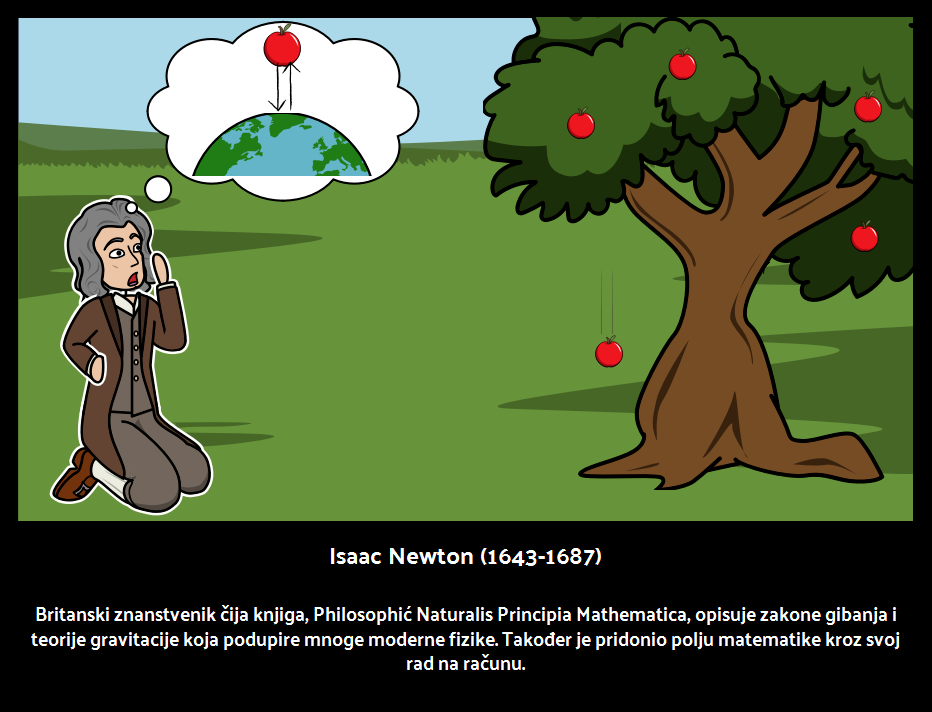 Isaac Newton (1643-1687)
Britanski znanstvenik čija knjiga, Philosophić Naturalis Principia Mathematica, opisuje zakone gibanja i
teorije gravitacije koja podupire mnoge moderne fizike. Također je pridonio polju matematike kroz svoj
rad na računu.